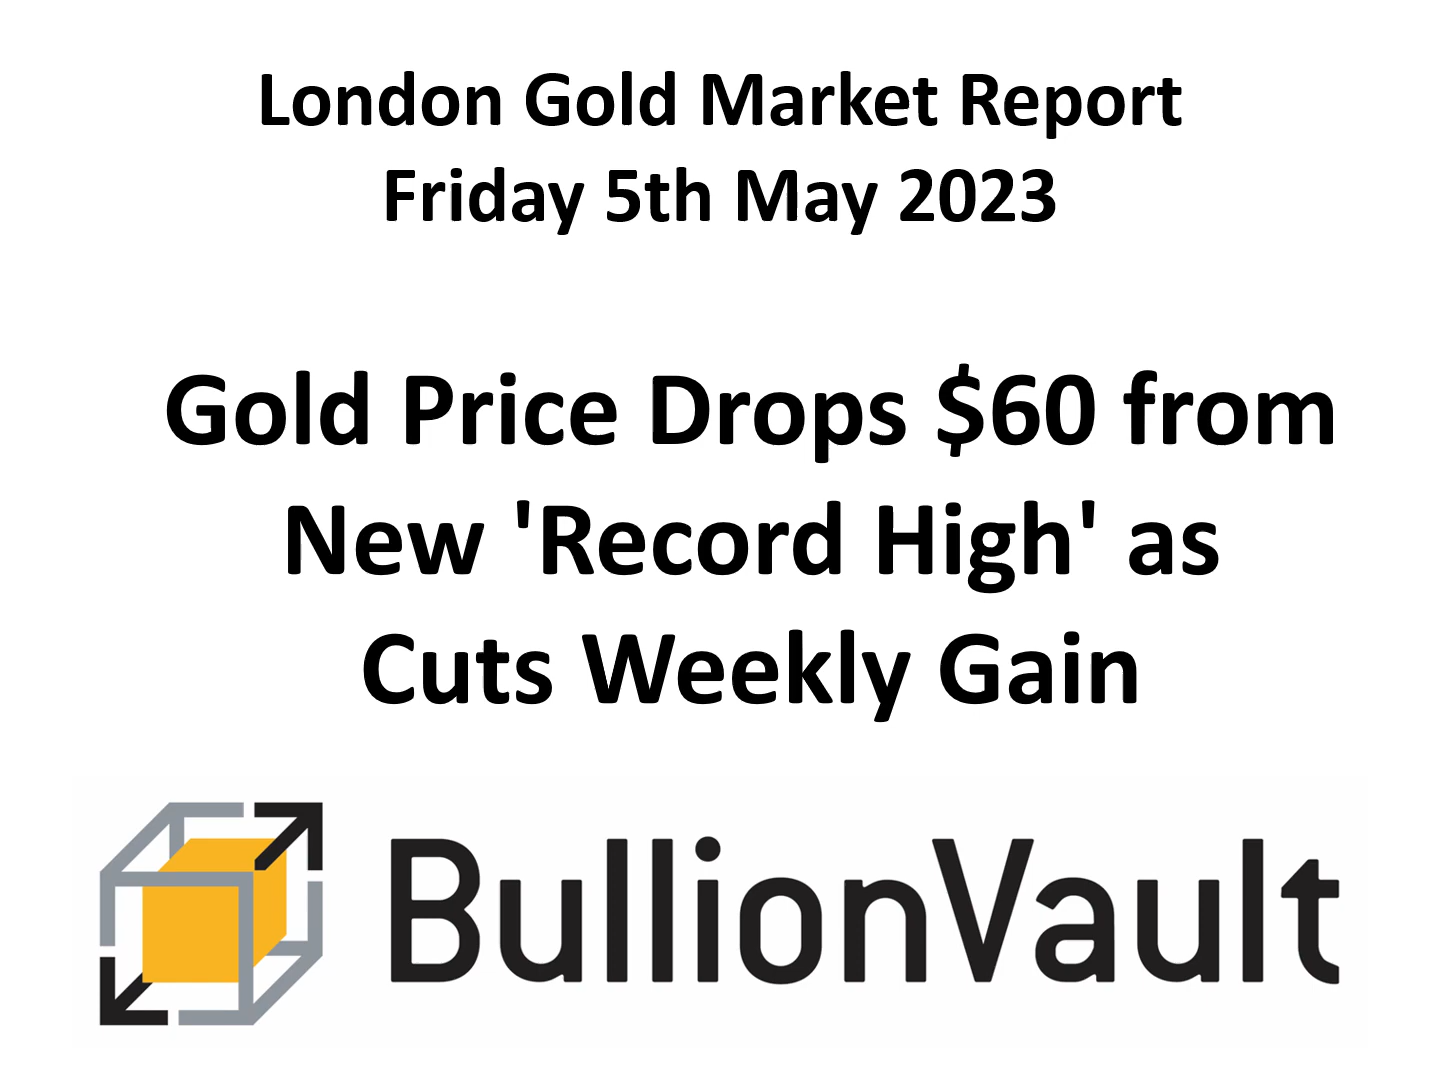 London Gold Market Report
Friday 5th May 2023
Gold Price Drops $60 from
New 'Record High' as
Cuts Weekly Gain
BullionVault